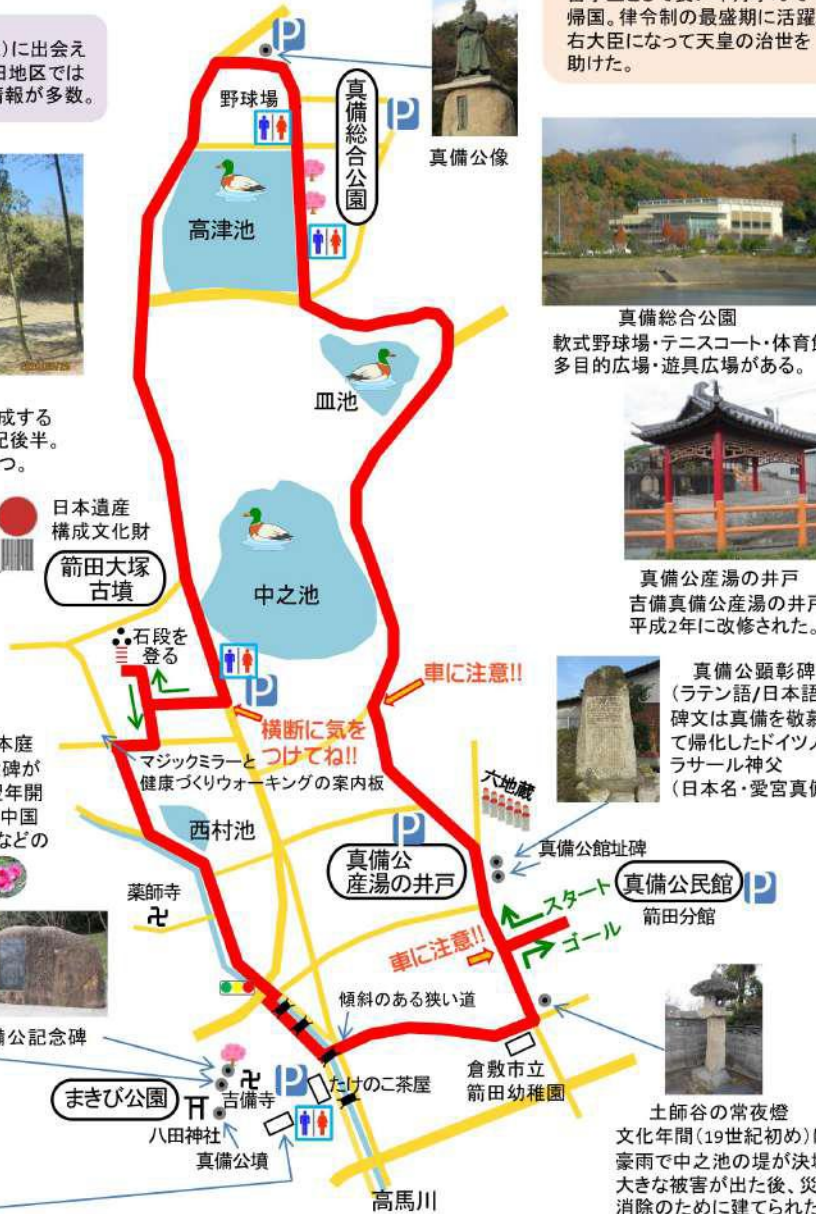 )に出会え
田地区では
情報が多数。
帰国。律令制の最盛期に活躍
右大臣になって天皇の治世を
助けた。
P
野球場
真備総合公園
P
真備公像
高津池
真備総合公園
軟式野球場・テニスコート・体育館
多目的広場・遊具広場がある。
皿池
成する
紀後半。
つ。
日本遺産
構成文化財
箭田大塚
古墳
中之池
真備公産湯の井戸
吉備真備公産湯の井戸
平成2年に改修された。
石段を
登る
P
車に注意!!
横断に気を
つけてね!!
マジックミラーと
健康づくりウォーキングの案内板
真備公顕彰碑
(ラテン語/日本語
碑文は真備を敬慕
て帰化したドイツ人
ラサール神父
(日本名・愛宮真備
本庭
碑が
翌年開
中国
などの
西村池
P
六地蔵
真備公
産湯の井戸
真備公館址碑
真備公民館
P
箭田分館
スタート
ゴール
薬師寺
卍
車に注意!!
傾斜のある狭い道
備公記念碑
まきび公園
卍
吉備寺
P
たけのこ茶屋
八田神社
真備公墳
倉敷市立
箭田幼稚園
高馬川
土師谷の常夜燈
文化年間(19世紀初め)に
豪雨で中之池の堤が決壊
大きな被害が出た後、災
消除のために建てられた